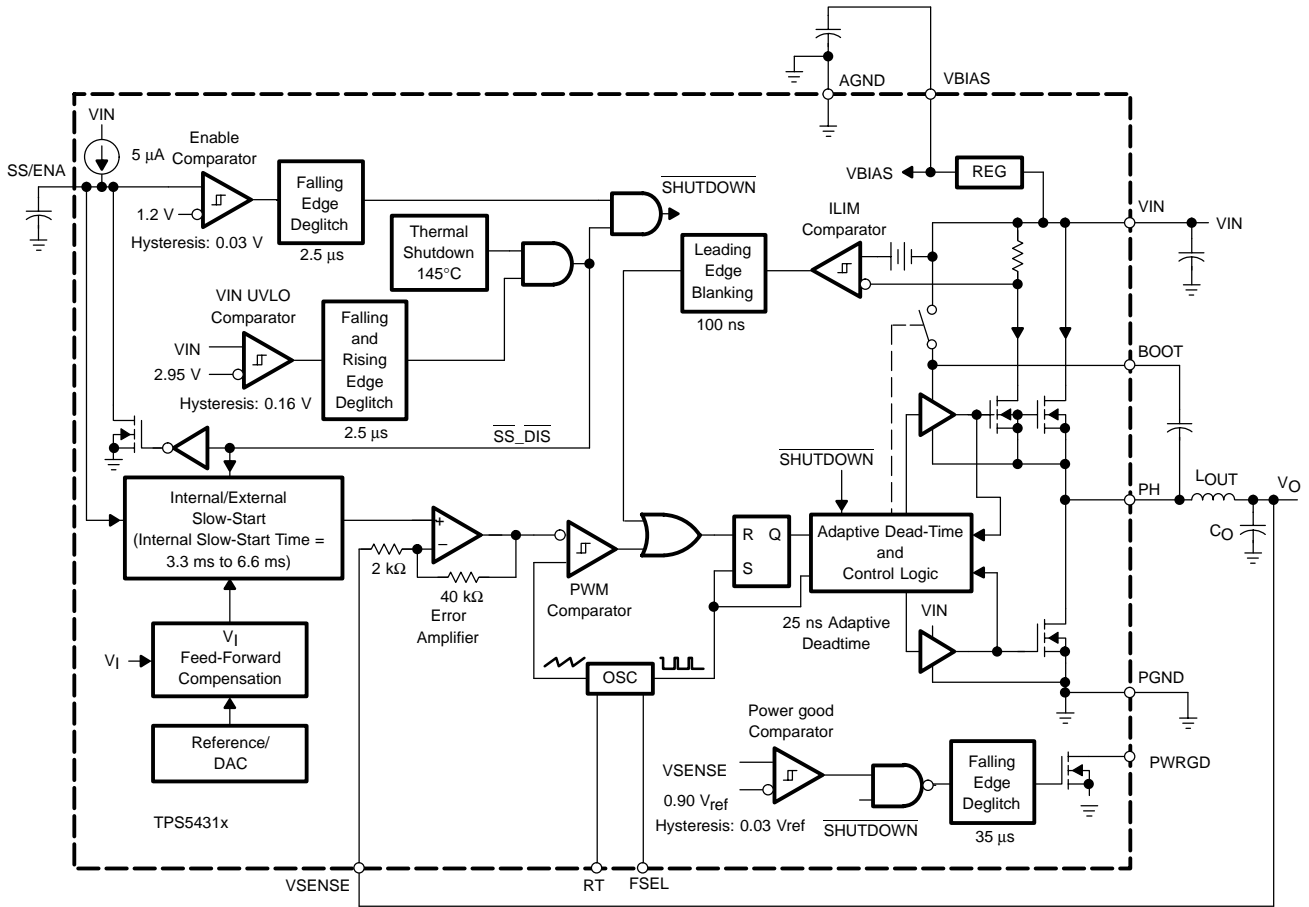 AGND
VBIAS
VIN
5 µA
Enable
Comparator
SS/ENA
1.2 V
Hysteresis: 0.03 V
Falling
Edge
Deglitch
2.5 µs
SHUTDOWN
Thermal
Shutdown
145°C
VBIAS
REG
VIN
VIN
ILIM
Comparator
Leading
Edge
Blanking
100 ns
VIN UVLO
Comparator
VIN
2.95 V
Hysteresis: 0.16 V
Falling
and
Rising
Edge
Deglitch
2.5 µs
BOOT
SS_DIS
SHUTDOWN
Internal/External
Slow-Start
(Internal Slow-Start Time =
3.3 ms to 6.6 ms)
+
−
2 kΩ
40 kΩ
Error
Amplifier
PWM
Comparator
R Q
S
Adaptive Dead-Time
and
Control Logic
25 ns Adaptive
Deadtime
VIN
PH
LOUT
VO
CO
VI
VI
Feed-Forward
Compensation
Reference/
DAC
OSC
PGND
Power good
Comparator
VSENSE
0.90 Vref
Hysteresis: 0.03 Vref
SHUTDOWN
Falling
Edge
Deglitch
35 µs
PWRGD
TPS5431x
VSENSE
RT
FSEL